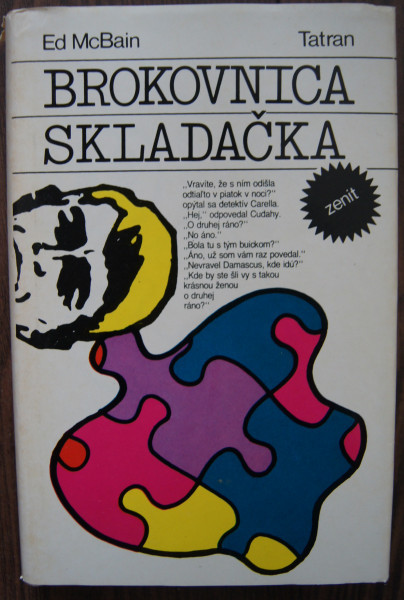 Ed McBain
Tatran
BROKOVNICA
SKLADAČKA
„Vravíte, že s ním odišla
odtiaľto v piatok v noci?"
opýtal sa detektív Carella.
„Hej," odpovedal Cudahy.
„O druhej ráno?"
„No áno."
„Bola tu s tým buickom?"
„Áno, už som vám raz povedal."
„Nevravel Damascus, kde idú?"
„Kde by ste šli vy s takou
krásnou ženou
o druhej
ráno?"
zenit